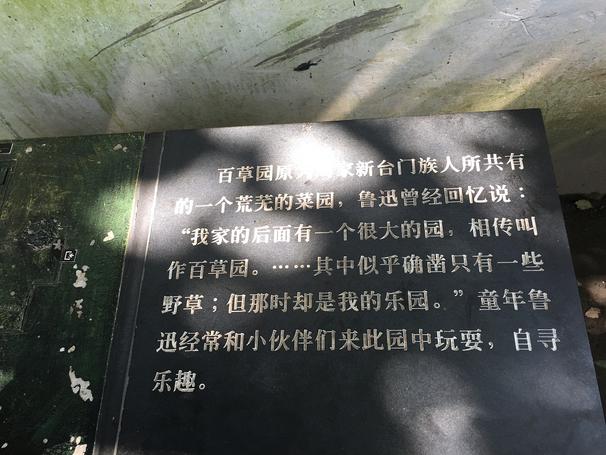 百草园原为周家新台门族人所共有
的一个荒芜的菜园，鲁迅曾经回忆说：
“我家的后面有一个很大的园，相传叫
作百草园。……其中似乎确凿只有一些
野草；但那时却是我的乐园。”童年鲁
迅经常和小伙伴们来此园中玩耍，自寻
乐趣。